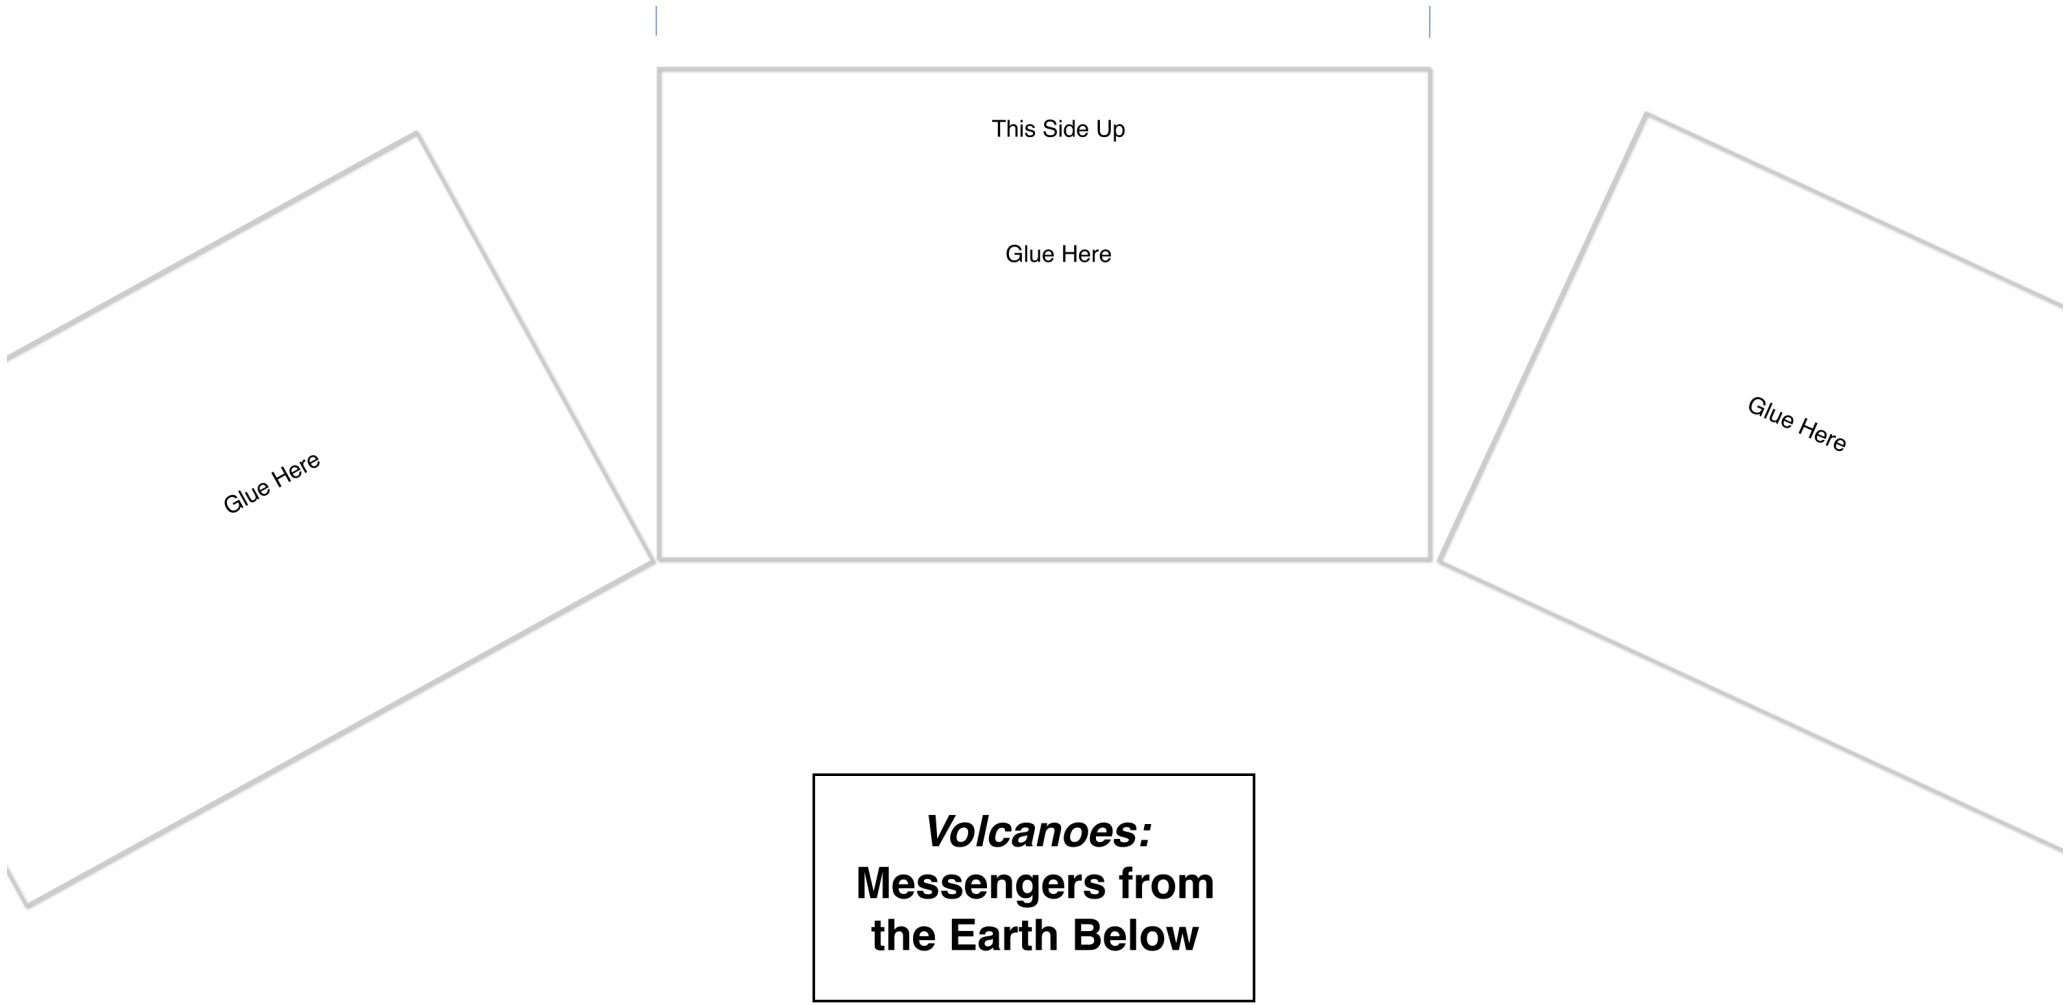 This Side Up
Glue Here
Glue Here
Glue Here
Volcanoes:
Messengers from
the Earth Below